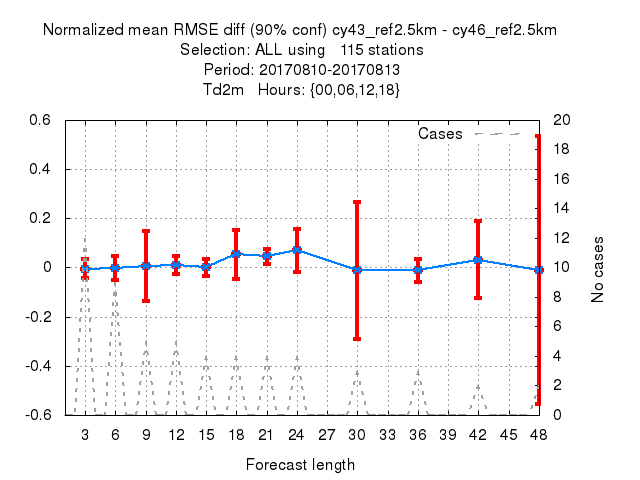 Normalized mean RMSE diff (90% conf) cy43_ref2.5km - cy46_ref2.5km
Selection: ALL using   115 stations
Period: 20170810-20170813
Td2m   Hours: {00,06,12,18}
Cases
0.6
0.4
0.2
0
-0.2
-0.4
-0.6
20
18
16
14
12
10
8
6
4
2
0
No cases
3 6 9 12 15 18 21 24 27 30 33 36 39 42 45 48
Forecast length